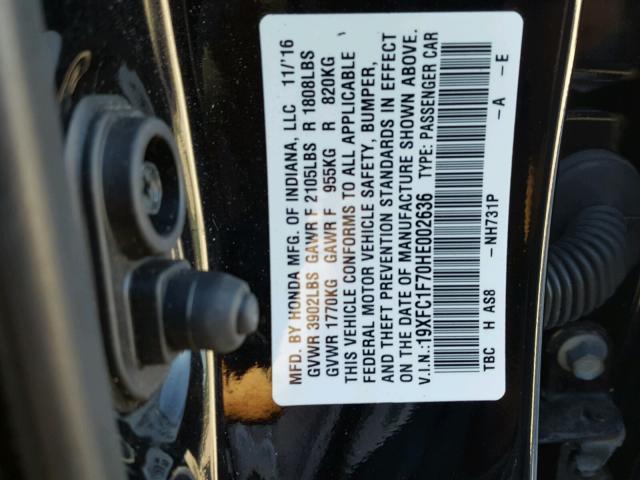 MFD. BY HONDA MFG. OF INDIANA, LLC 11/'16
GVWR 3902LBS GAWR F 2105LBS R 1808LBS
GVWR 1770KG GAWR F 955KG R 820KG
THIS VEHICLE CONFORMS TO ALL APPLICABLE
FEDERAL MOTOR VEHICLE SAFETY, BUMPER,
AND THEFT PREVENTION STANDARDS IN EFFECT
ON THE DATE OF MANUFACTURE SHOWN ABOVE.
V.I.N.:19XFC1F70HE002636 TYPE: PASSENGER CAR
TBC H AS8 -NH731P -A -E